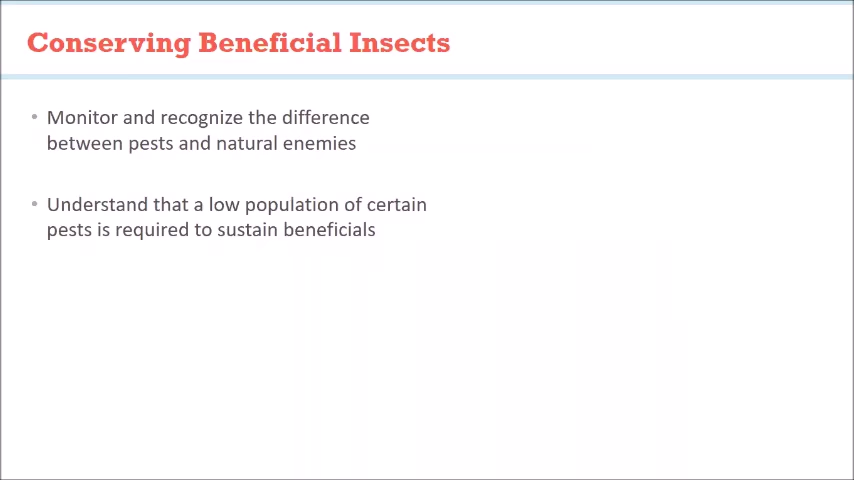 Conserving Beneficial Insects
• Monitor and recognize the difference
between pests and natural enemies
• Understand that a low population of certain
pests is required to sustain beneficials